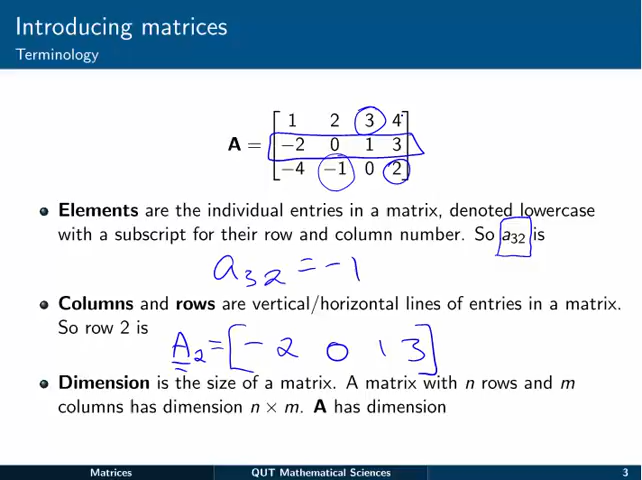 Introducing matrices
Terminology
1 2 3 4
A = −2 0 1 3
−4 −1 0 2
• Elements are the individual entries in a matrix, denoted lowercase
with a subscript for their row and column number. So a₃₂ is
a₃₂ = −1
• Columns and rows are vertical/horizontal lines of entries in a matrix.
So row 2 is
A₂ = [−2 0 1 3]
• Dimension is the size of a matrix. A matrix with n rows and m
columns has dimension n × m. A has dimension
Matrices QUT Mathematical Sciences 3